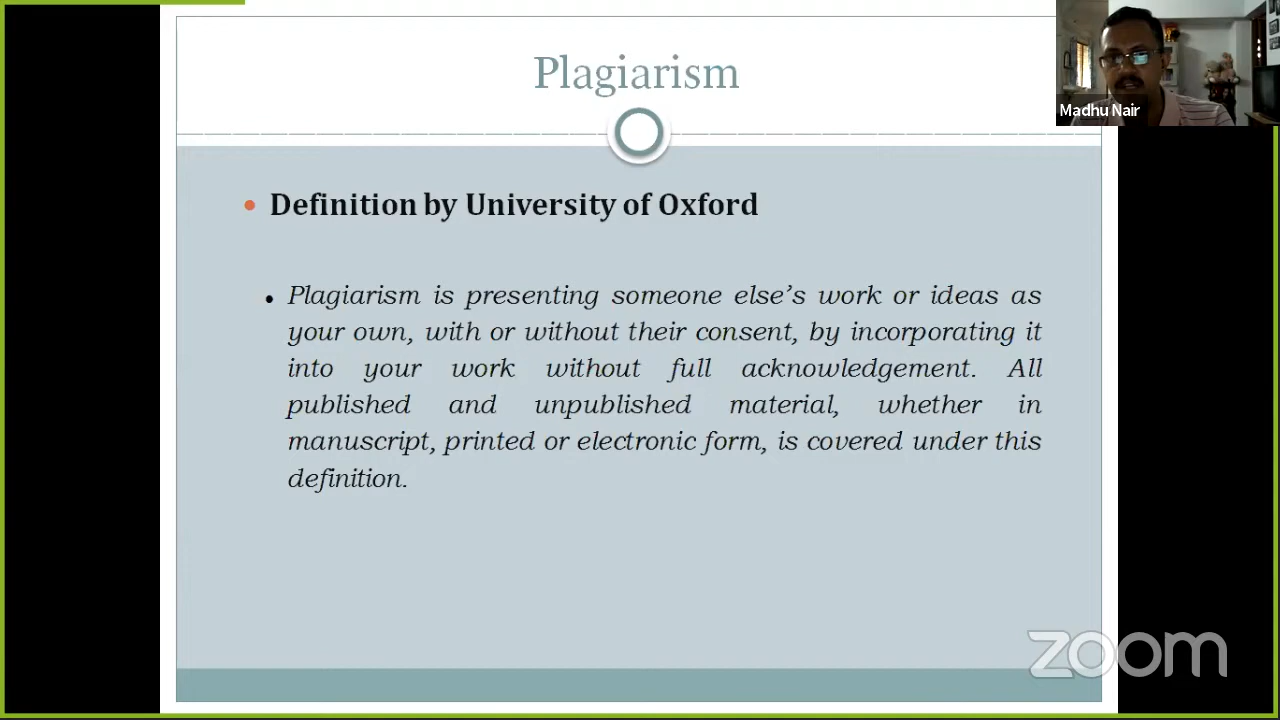 Plagiarism
Madhu Nair
• Definition by University of Oxford
• Plagiarism is presenting someone else’s work or ideas as
your own, with or without their consent, by incorporating it
into your work without full acknowledgement. All
published and unpublished material, whether in
manuscript, printed or electronic form, is covered under this
definition.
zoom